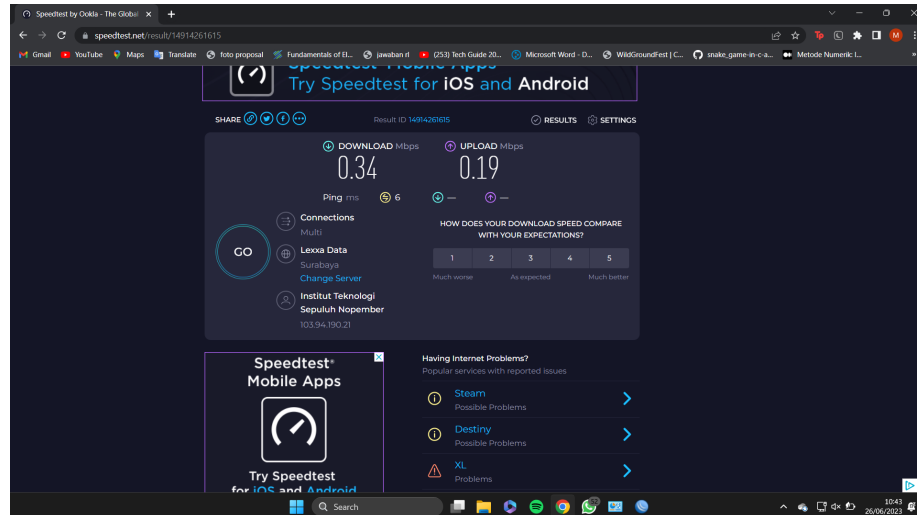 Speedtest by Ookla - The Global
speedtest.net/result/14914261615
Gmail YouTube Maps Translate foto proposal Fundamentals of El... jawaban rl (253) Tech Guide 20... Microsoft Word - D... WildGroundFest | C... snake_game-in-c-a... Metode Numerik: I... »
Speedtest Mobile Apps
Try Speedtest for iOS and Android
SHARE Result ID 14914261615 RESULTS SETTINGS
DOWNLOAD Mbps UPLOAD Mbps
0.34 0.19
Ping ms 6 — —
GO
Connections
Multi
Lexxa Data
Surabaya
Change Server
Institut Teknologi
Sepuluh Nopember
103.94.190.21
HOW DOES YOUR DOWNLOAD SPEED COMPARE
WITH YOUR EXPECTATIONS?
1 2 3 4 5
Much worse As expected Much better
Speedtest®
Mobile Apps
Try Speedtest
for iOS and Android
Having Internet Problems?
Popular services with reported issues
Steam
Possible Problems
Destiny
Possible Problems
XL
Problems
Search
10:43
26/06/2023